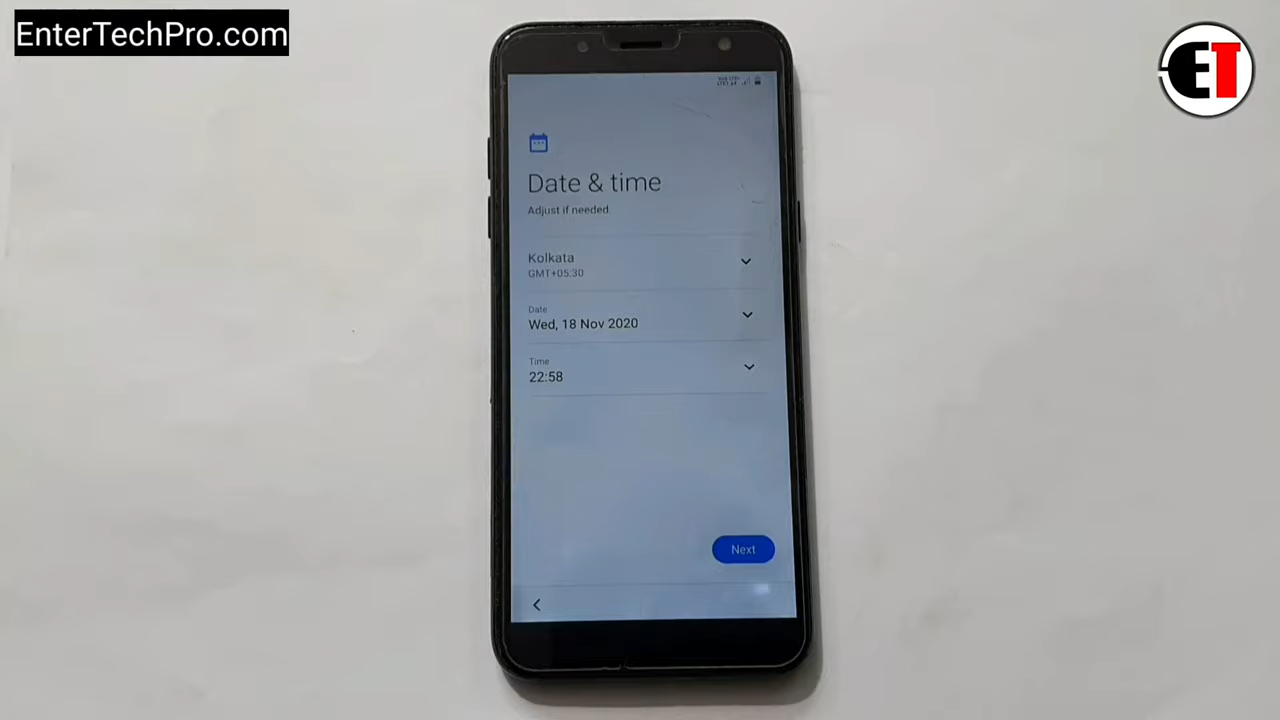 EnterTechPro.com
ET
Date & time
Adjust if needed.
Kolkata
GMT+05:30
Date
Wed, 18 Nov 2020
Time
22:58
Next